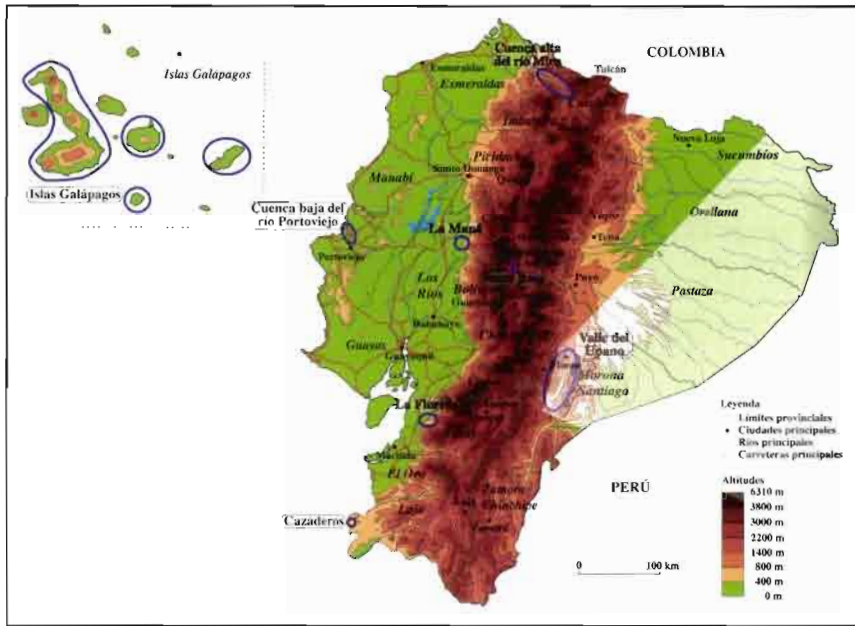 Cuenca alta
del río Mira
COLOMBIA
Tulcán
Islas Galápagos
Esmeraldas
Esmeraldas
Nueva Loja
Sucumbíos
Santo Domingo
Manabí
Islas Galápagos
Cuenca baja del
río Portoviejo
Orellana
La Maná
Napo
Tena
Portoviejo
Los
Ríos
Puyo
Pastaza
Babahoyo
Guayas
Guayaquil
Valle del
Upano
Morona
Santiago
Leyenda
Límites provinciales
Ciudades principales
Ríos principales
Carreteras principales
Machala
El Oro
PERÚ
Altitudes
6310 m
3800 m
3000 m
2200 m
1400 m
800 m
400 m
0 m
Cazaderos
Loja
Zamora
Chinchipe
0 100 km